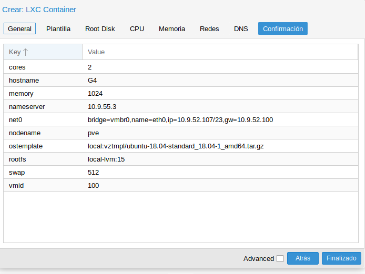 Crear: LXC Container
General Plantilla Root Disk CPU Memoria Redes DNS Confirmación
Key ↑ Value
cores 2
hostname G4
memory 1024
nameserver 10.9.55.3
net0 bridge=vmbr0,name=eth0,ip=10.9.52.107/23,gw=10.9.52.100
nodename pve
ostemplate local:vztmpl/ubuntu-18.04-standard_18.04-1_amd64.tar.gz
rootfs local-lvm:15
swap 512
vmid 100
Advanced Atrás Finalizado